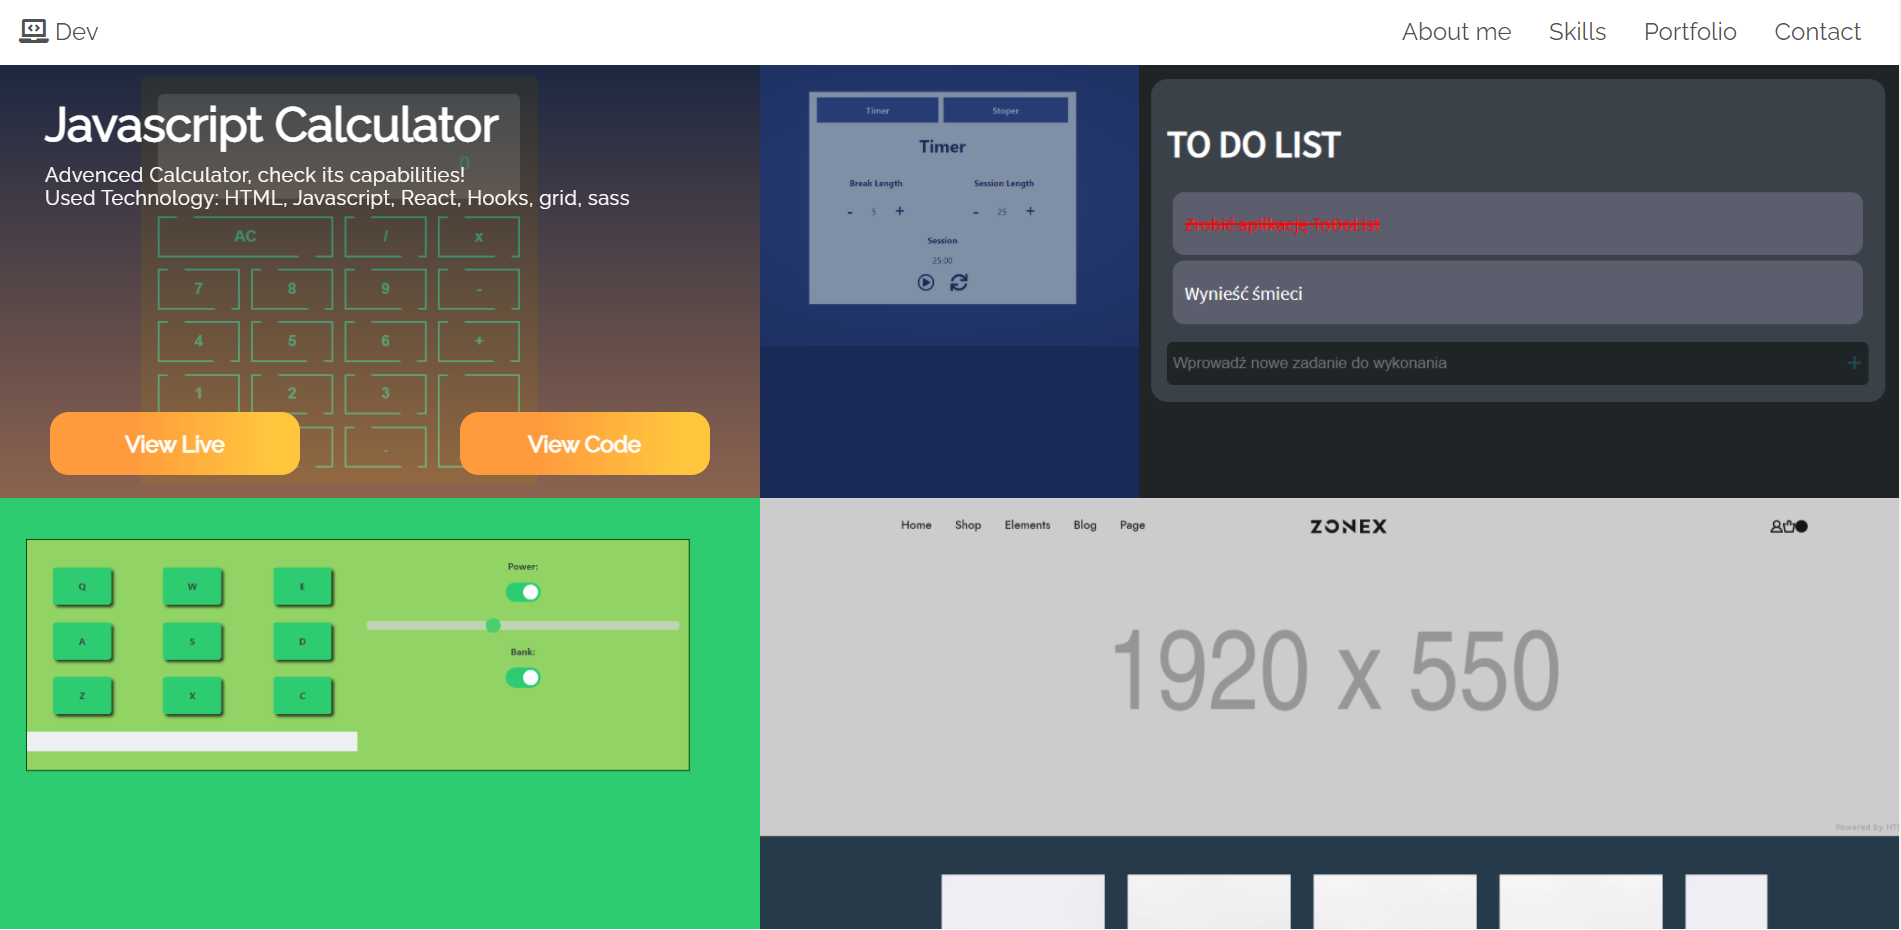 Dev
About me Skills Portfolio Contact
Javascript Calculator
0
Advenced Calculator, check its capabilities!
Used Technology: HTML, Javascript, React, Hooks, grid, sass
AC / x
7 8 9 -
4 5 6 +
1 2 3
.
View Live View Code
Timer Stoper
Timer
Break Length Session Length
- 5 + - 25 +
Session
25:00
TO DO LIST
Zrobić aplikację ToDoList
Wynieść śmieci
Wprowadź nowe zadanie do wykonania +
Q W E
A S D
Z X C
Power:
Bank:
Home Shop Elements Blog Page ZONEX
1920 x 550
Powered by HT